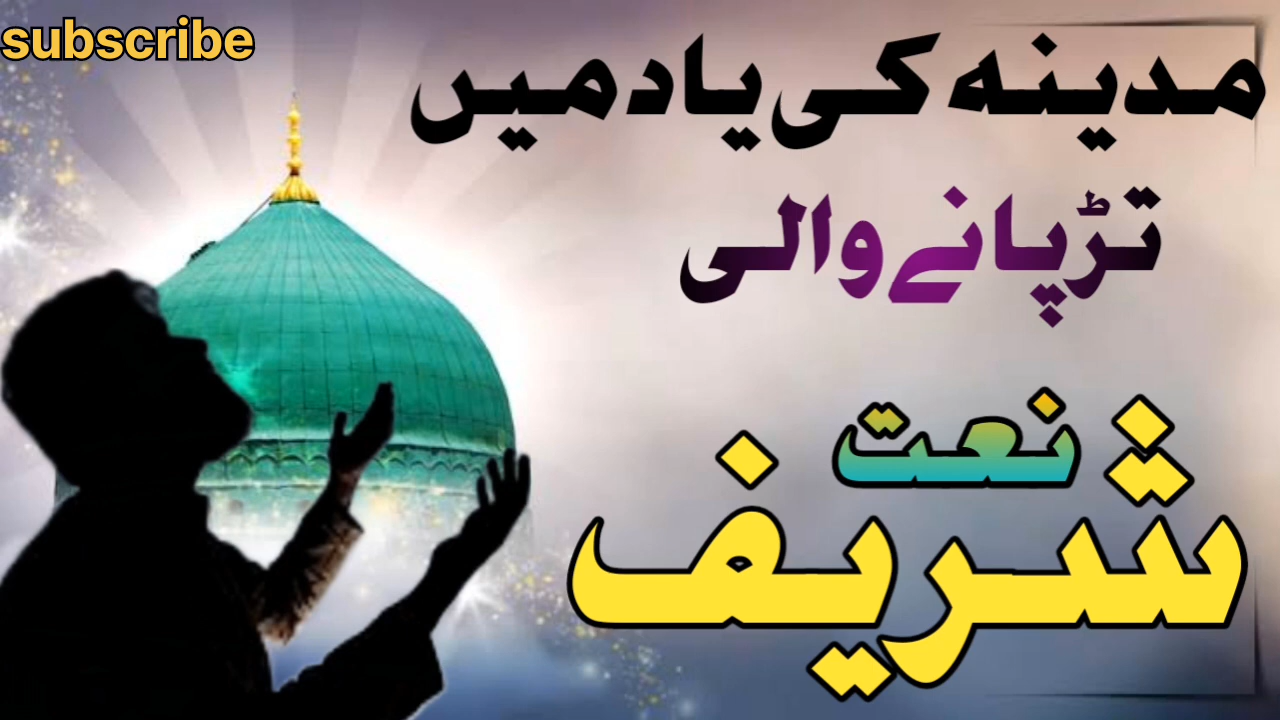 subscribe
مدینہ کی یاد میں
تڑپانے والی
نعت
شریف